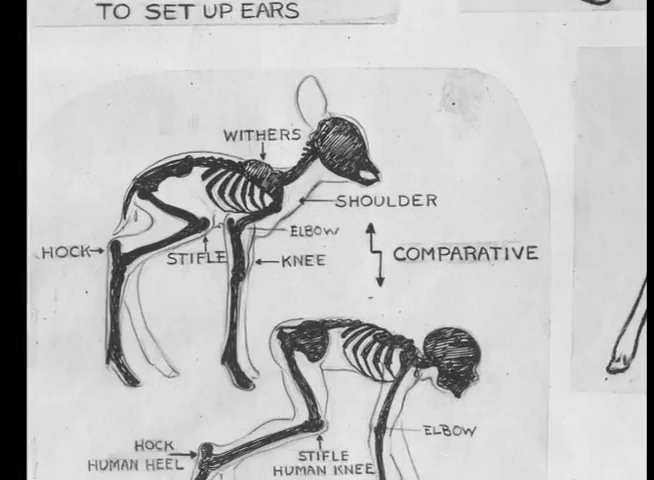 TO SET UP EARS
WITHERS
SHOULDER
ELBOW
HOCK
STIFLE
KNEE
COMPARATIVE
ELBOW
HOCK
HUMAN HEEL
STIFLE
HUMAN KNEE